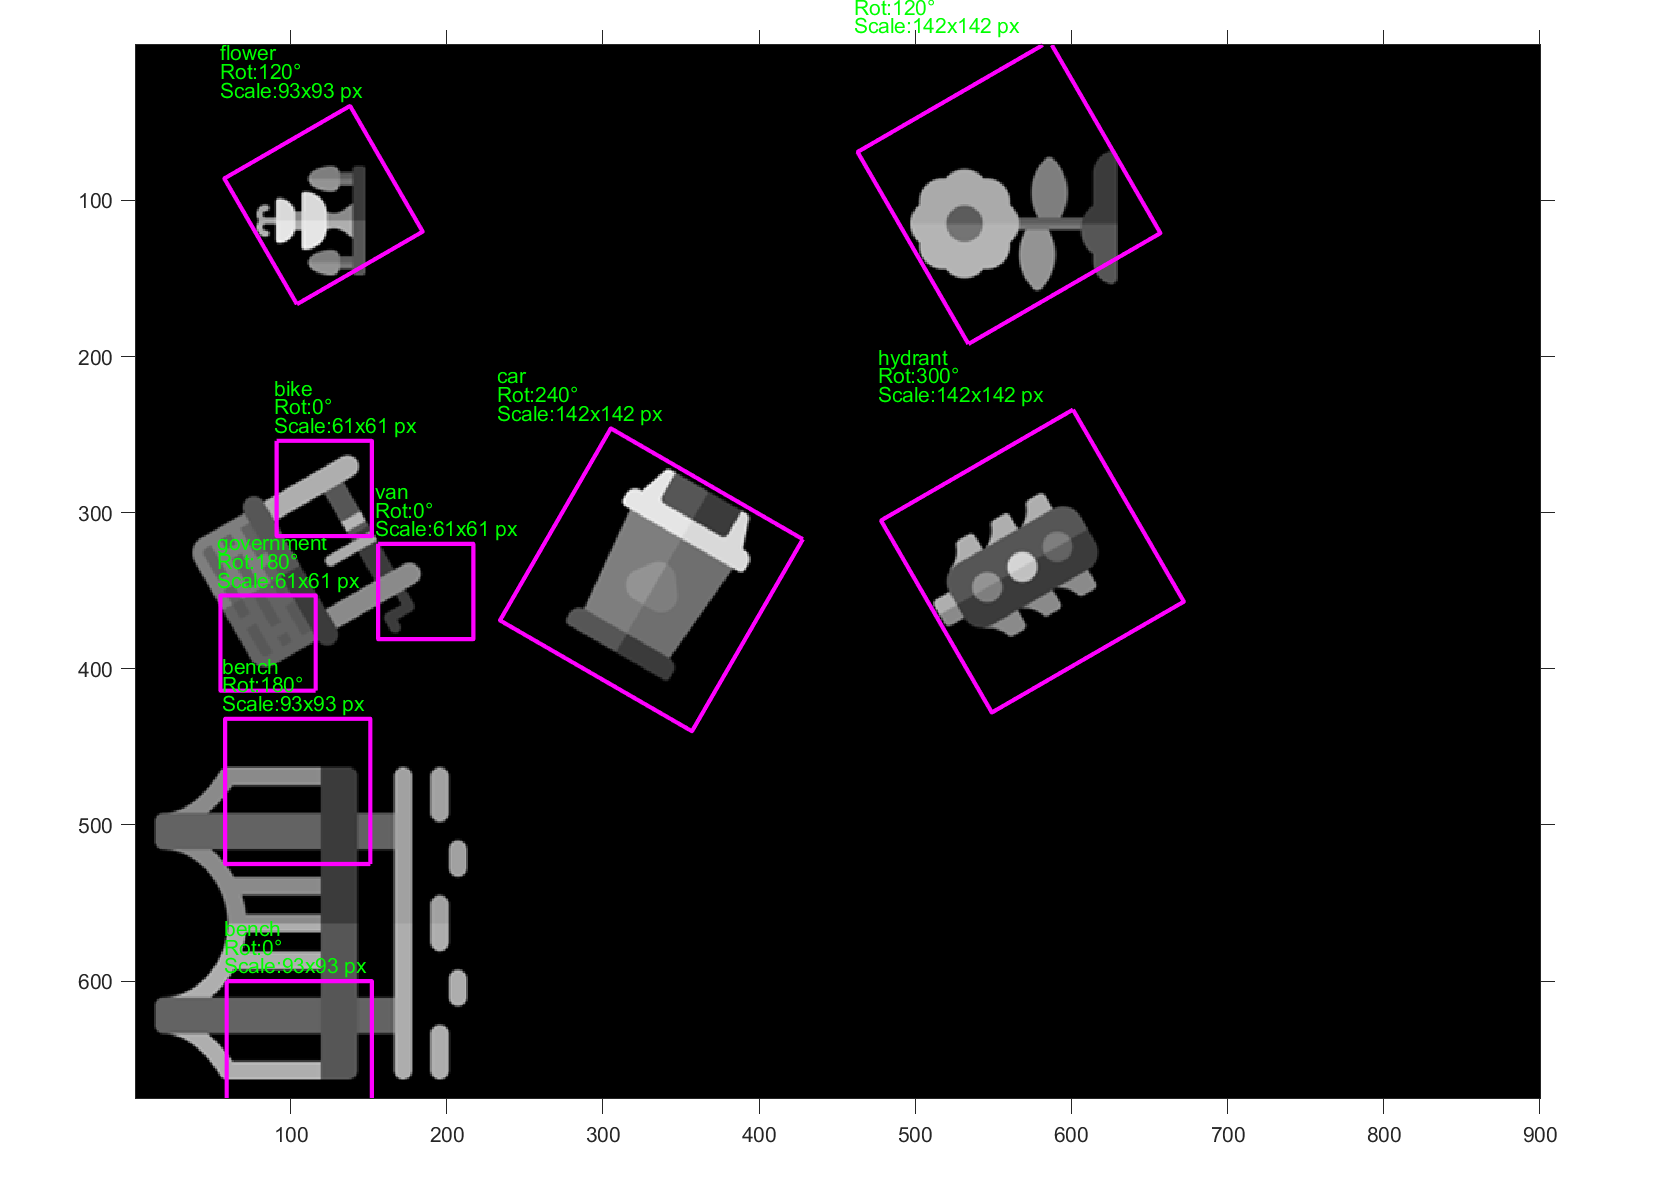 Rot:120°
Scale:142x142 px
flower
Rot:120°
Scale:93x93 px
100
200
hydrant
Rot:300°
Scale:142x142 px
car
Rot:240°
Scale:142x142 px
bike
Rot:0°
Scale:61x61 px
van
Rot:0°
Scale:61x61 px
300
government
Rot:180°
Scale:61x61 px
400
bench
Rot:180°
Scale:93x93 px
500
bench
Rot:0°
Scale:93x93 px
600
100 200 300 400 500 600 700 800 900